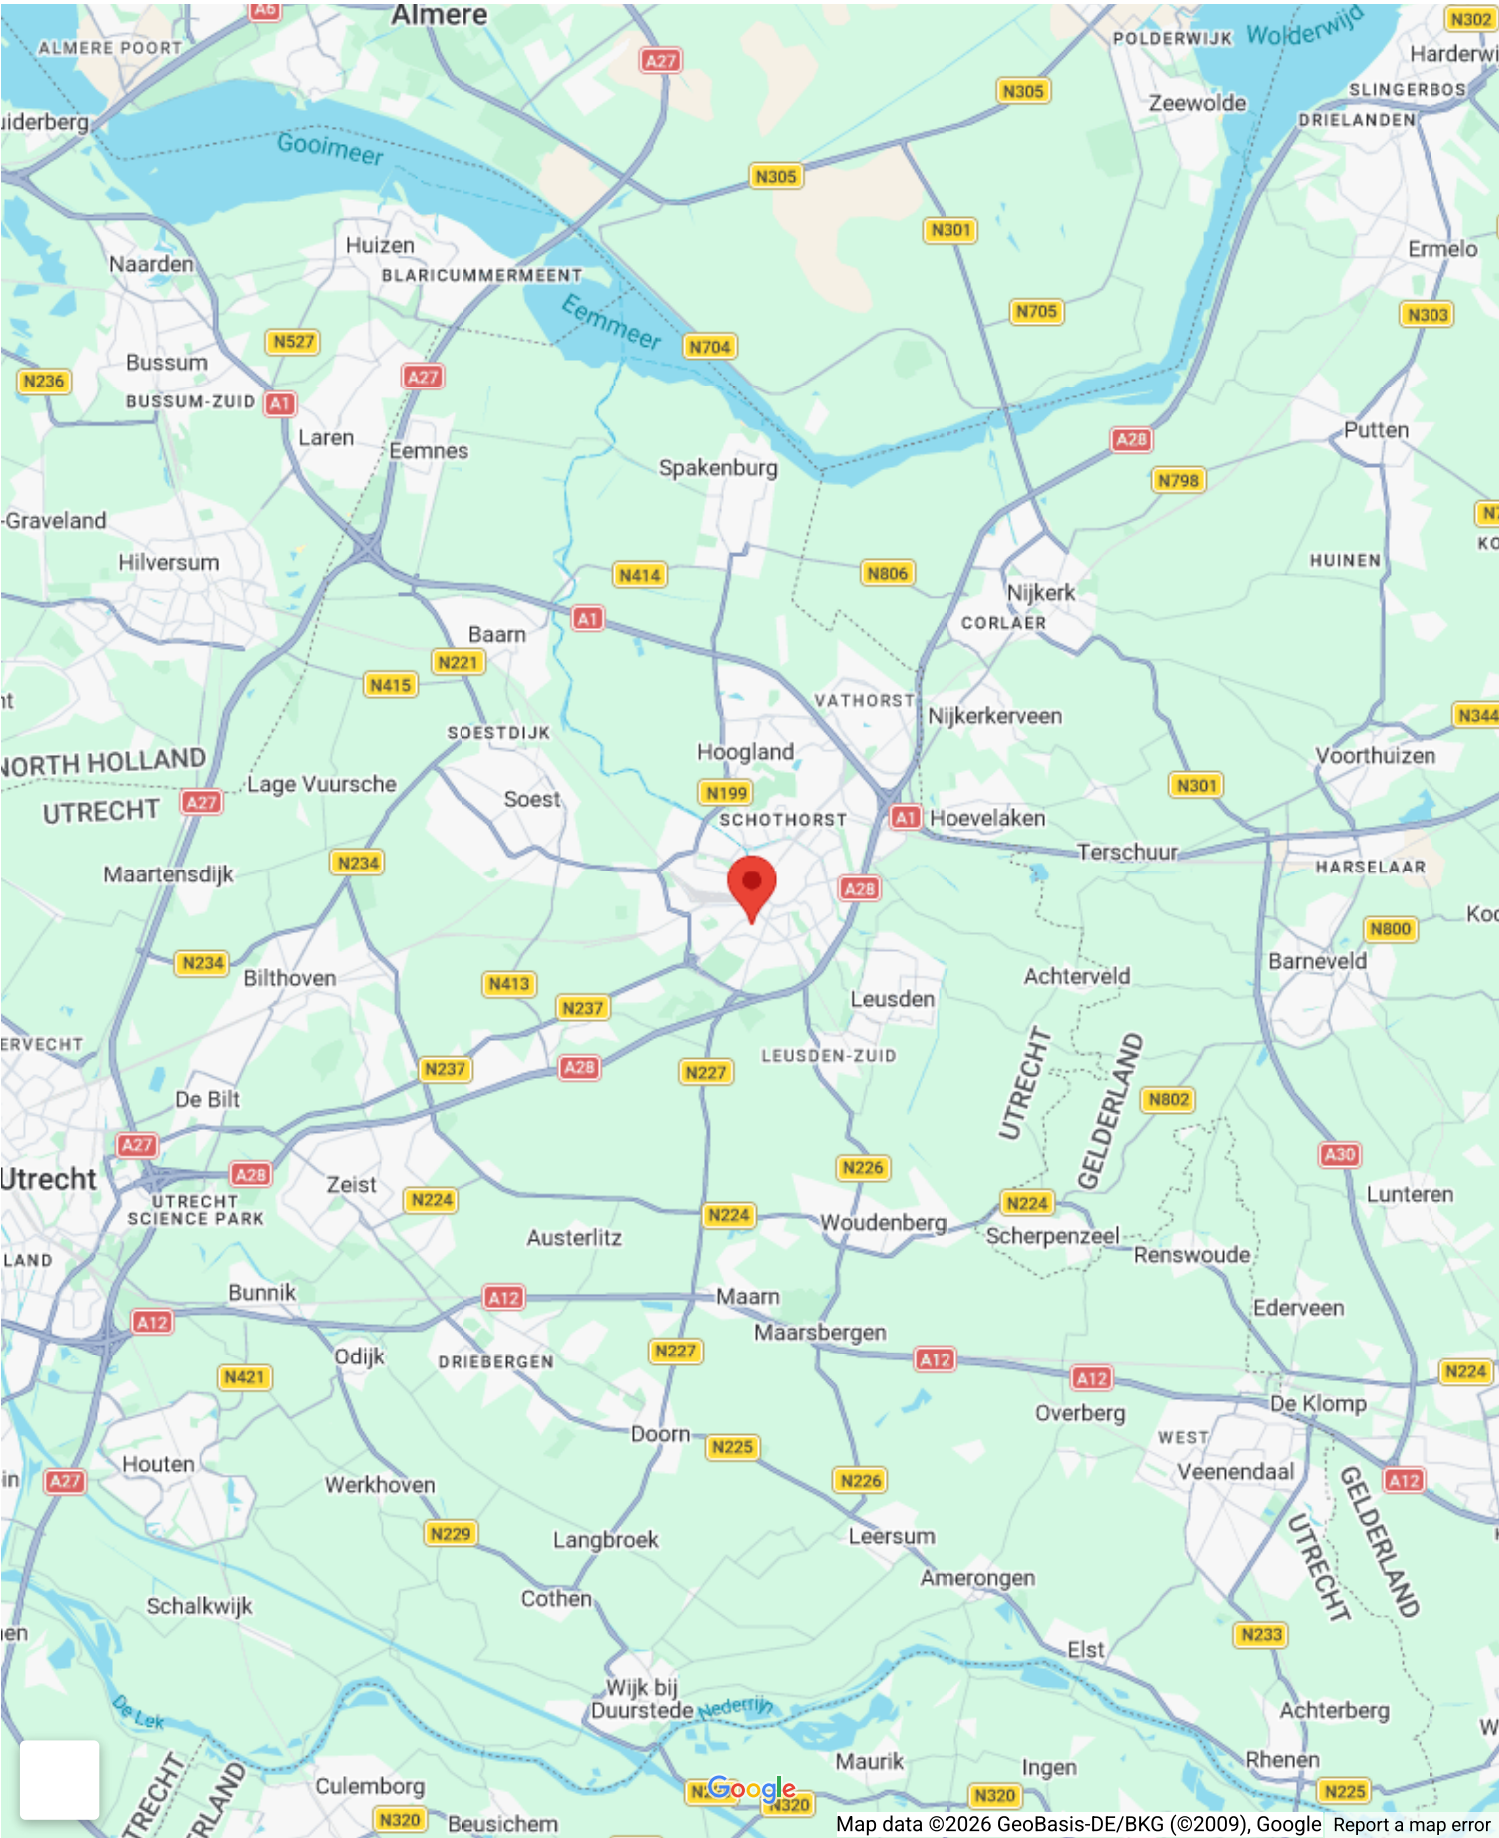 A6
Almere
N302
ALMERE POORT
A27
POLDERWIJK
Wolderwijd
Harderwi
N305
SLINGERBOS
Zeewolde
uiderberg
DRIELANDEN
Gooimeer
N305
N301
Huizen
Ermelo
Naarden
BLARICUMMERMEENT
N705
N303
Eemmeer
N527
N704
Bussum
N236
A27
BUSSUM-ZUID
A1
Laren
Eemnes
Putten
A28
Spakenburg
N798
-Graveland
Hilversum
HUINEN
N414
N806
Nijkerk
A1
CORLAER
Baarn
N221
N415
VATHORST
Nijkerkerveen
N344
SOESTDIJK
Hoogland
Voorthuizen
NORTH HOLLAND
UTRECHT
Lage Vuursche
N301
A27
Soest
N199
SCHOTHORST
A1
Hoevelaken
Terschuur
N234
HARSELAAR
Maartensdijk
A28
N800
N234
Barneveld
Bilthoven
N413
Achterveld
N237
Leusden
ERVECHT
LEUSDEN-ZUID
UTRECHT
GELDERLAND
N237
A28
N227
De Bilt
N802
A27
A30
N226
Utrecht
A28
Zeist
Lunteren
UTRECHT
SCIENCE PARK
N224
N224
N224
Woudenberg
Austerlitz
Scherpenzeel
Renswoude
LAND
Bunnik
A12
Maarn
Ederveen
A12
Maarsbergen
Odijk
DRIEBERGEN
N227
A12
N421
A12
N224
De Klomp
Overberg
Doorn
WEST
N225
Houten
Veenendaal
in
A27
Werkhoven
N226
A12
GELDERLAND
UTRECHT
N229
Langbroek
Leersum
Amerongen
Cothen
Schalkwijk
en
N233
Elst
Wijk bij
Duurstede
Nederrijn
De Lek
Achterberg
Maurik
Ingen
Rhenen
Culemborg
Google
N225
UTRECHT
N320
N320
N320
Beusichem
Map data ©2026 GeoBasis-DE/BKG (©2009), Google
Report a map error